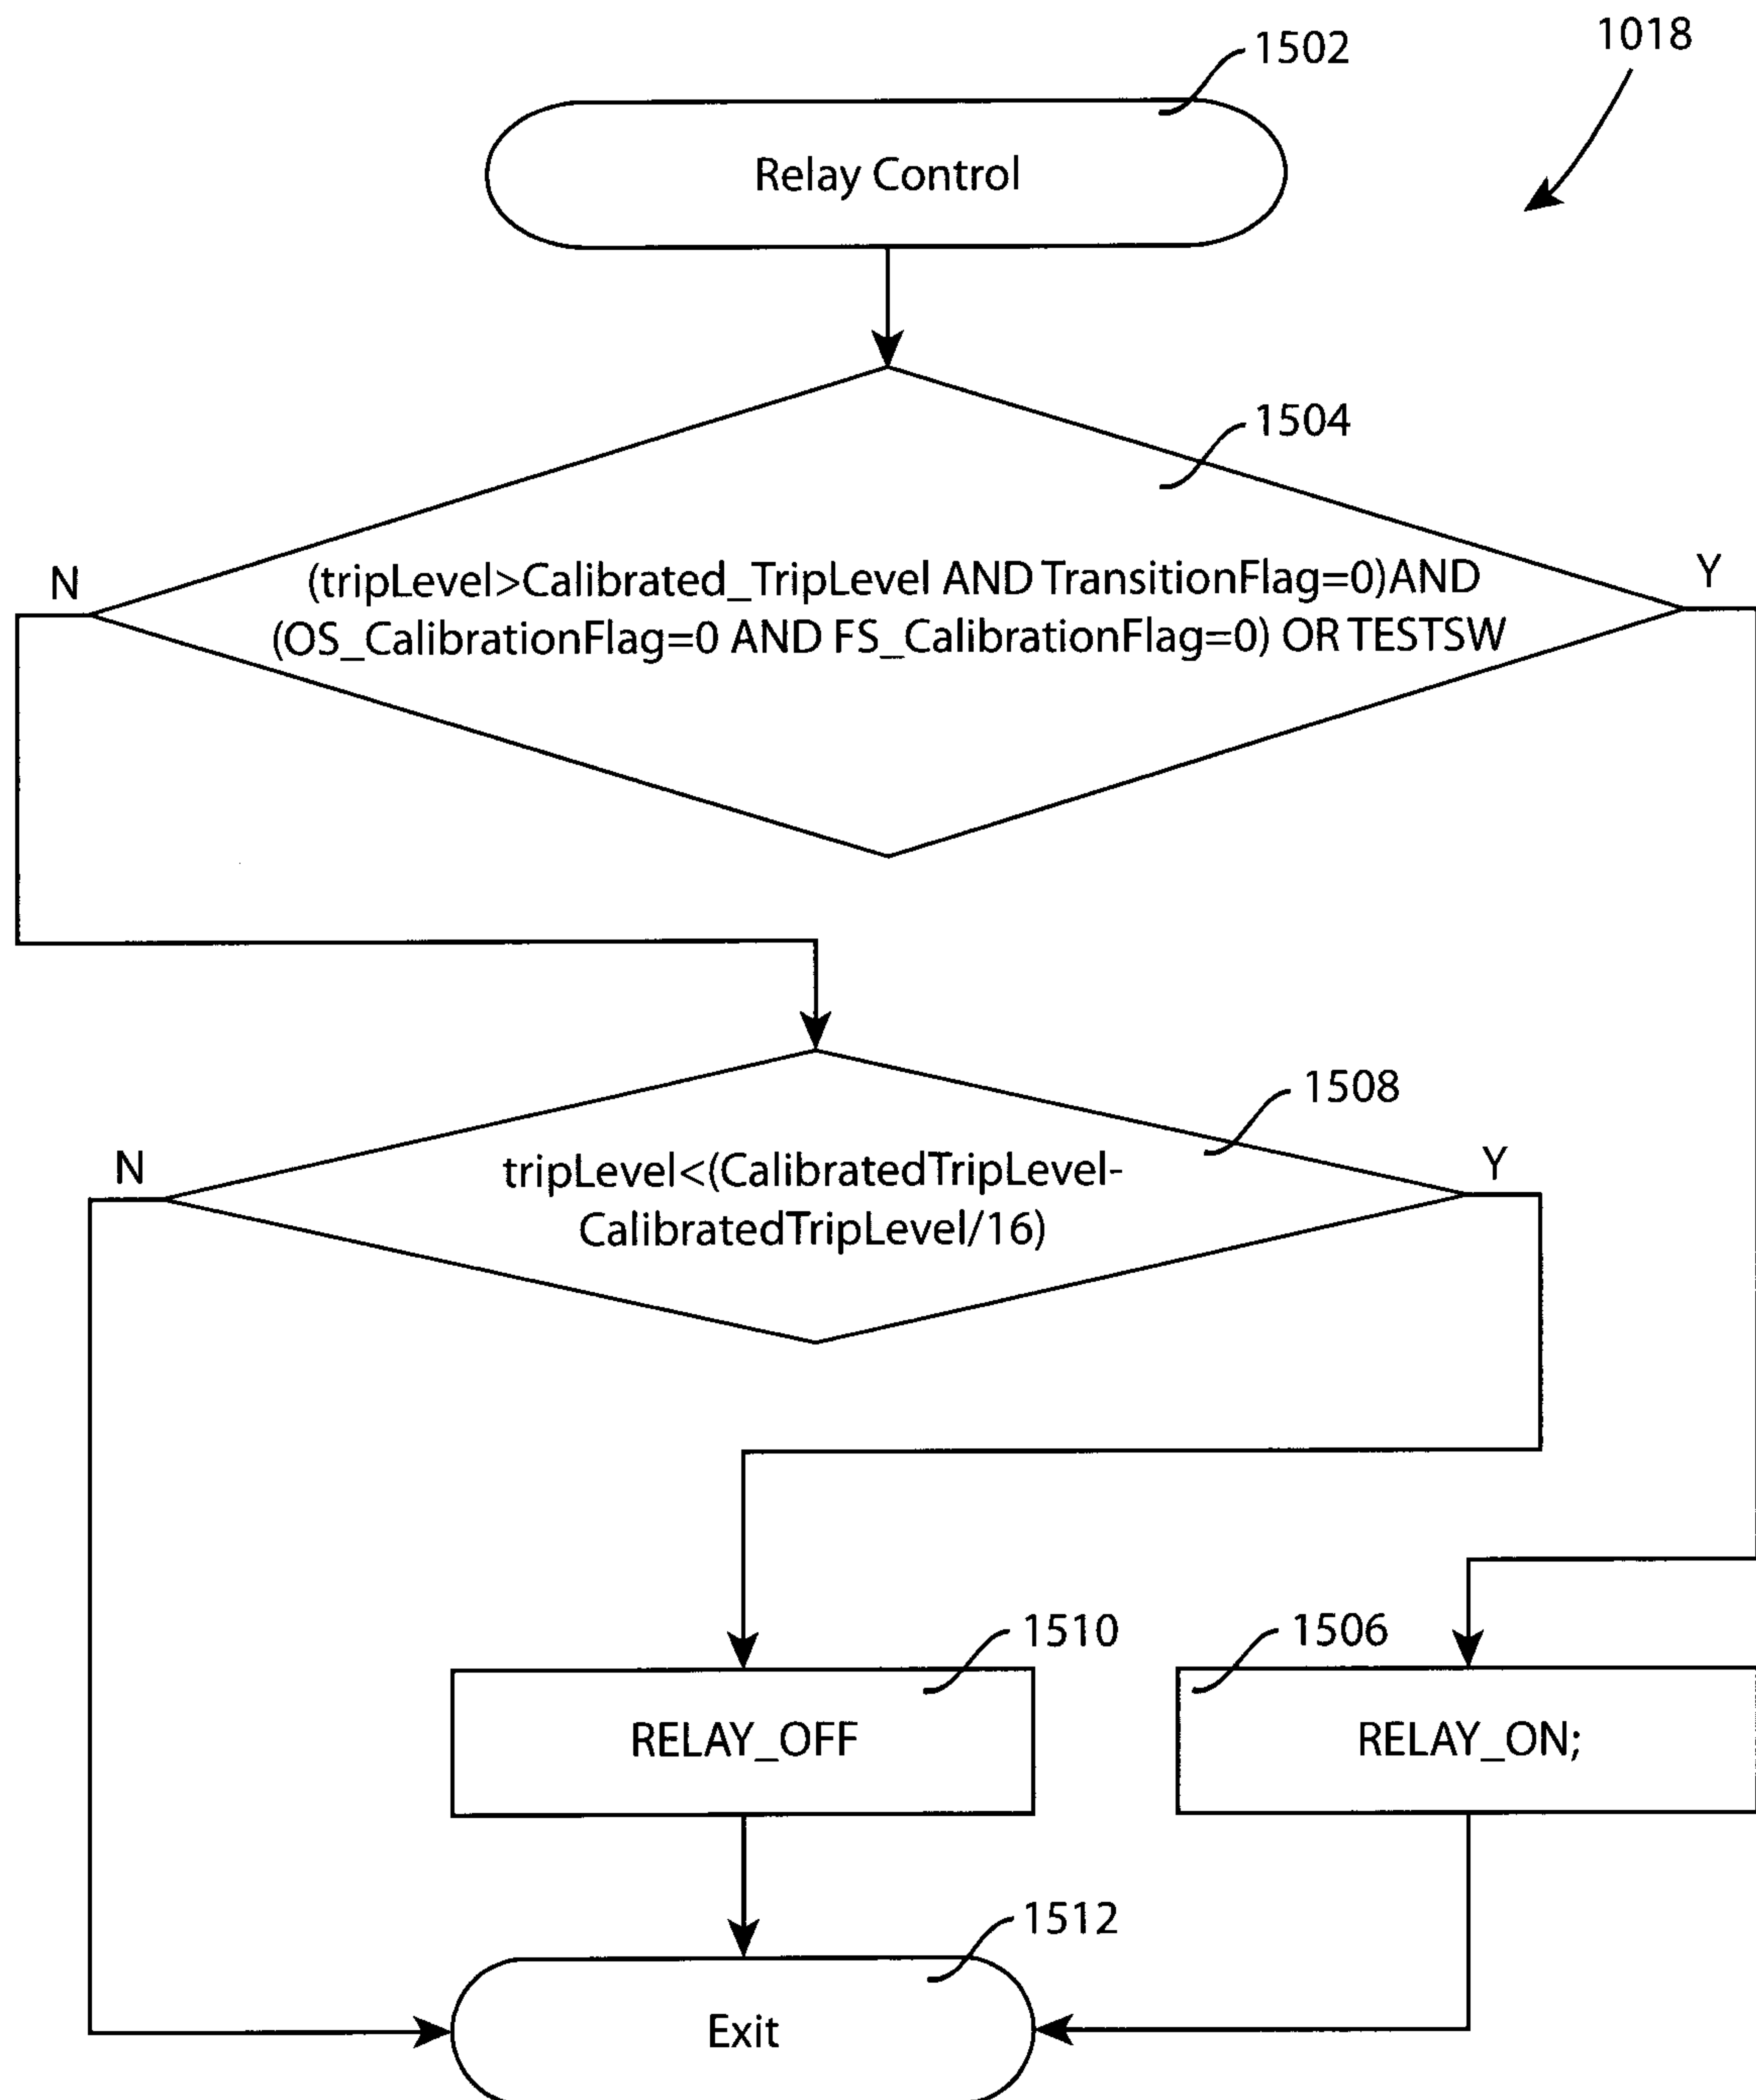 1018
1502
Relay Control
1504
N
Y
(tripLevel>Calibrated_TripLevel AND TransitionFlag=0)AND
(OS_CalibrationFlag=0 AND FS_CalibrationFlag=0) OR TESTSW
1508
N
Y
tripLevel<(CalibratedTripLevel-
CalibratedTripLevel/16)
1510
1506
RELAY_OFF
RELAY_ON;
1512
Exit